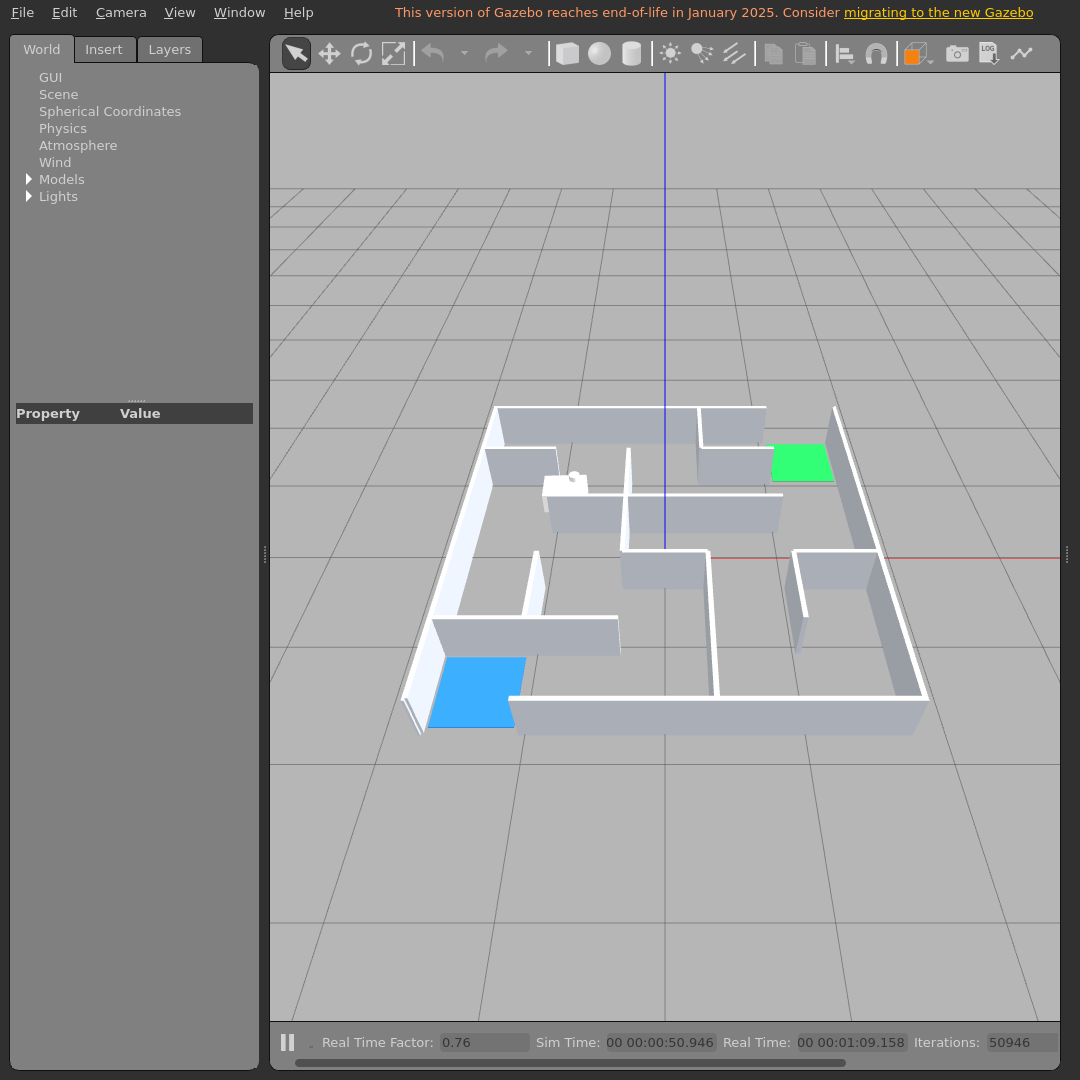 File Edit Camera View Window Help This version of Gazebo reaches end-of-life in January 2025. Consider migrating to the new Gazebo
World Insert Layers
LOG
GUI
Scene
Spherical Coordinates
Physics
Atmosphere
Wind
Models
Lights
Property Value
Real Time Factor: 0.76 Sim Time: 00 00:00:50.946 Real Time: 00 00:01:09.158 Iterations: 50946